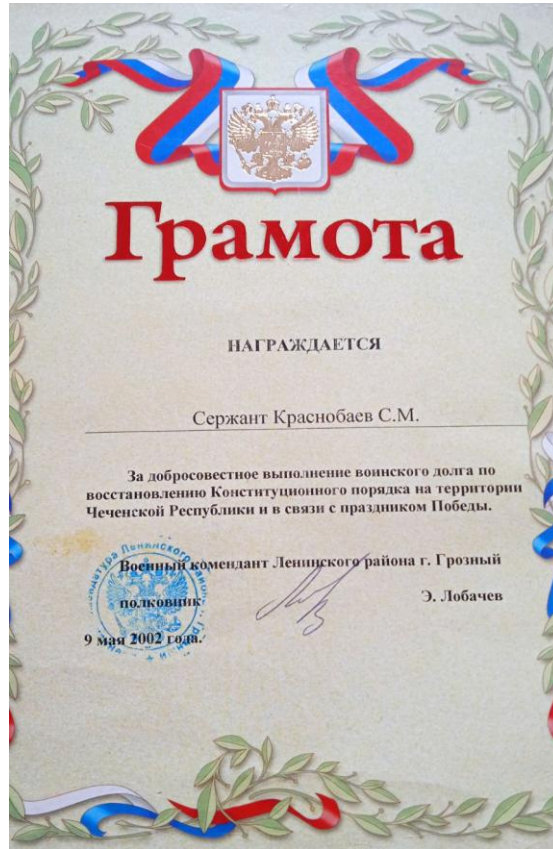 Грамота
НАГРАЖДАЕТСЯ
Сержант Краснобаев С.М.
За добросовестное выполнение воинского долга по
восстановлению Конституционного порядка на территории
Чеченской Республики и в связи с праздником Победы.
Военный комендант Ленинского района г. Грозный
полковник
Э. Лобачев
9 мая 2002 года.
Ленинского